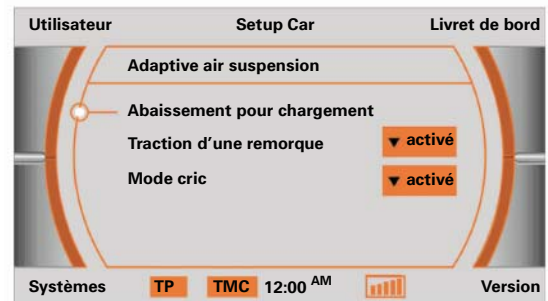 Utilisateur Setup Car Livret de bord
Adaptive air suspension
Abaissement pour chargement
Traction d'une remorque ▼ activé
Mode cric ▼ activé
Systèmes TP TMC 12:00 AM Version